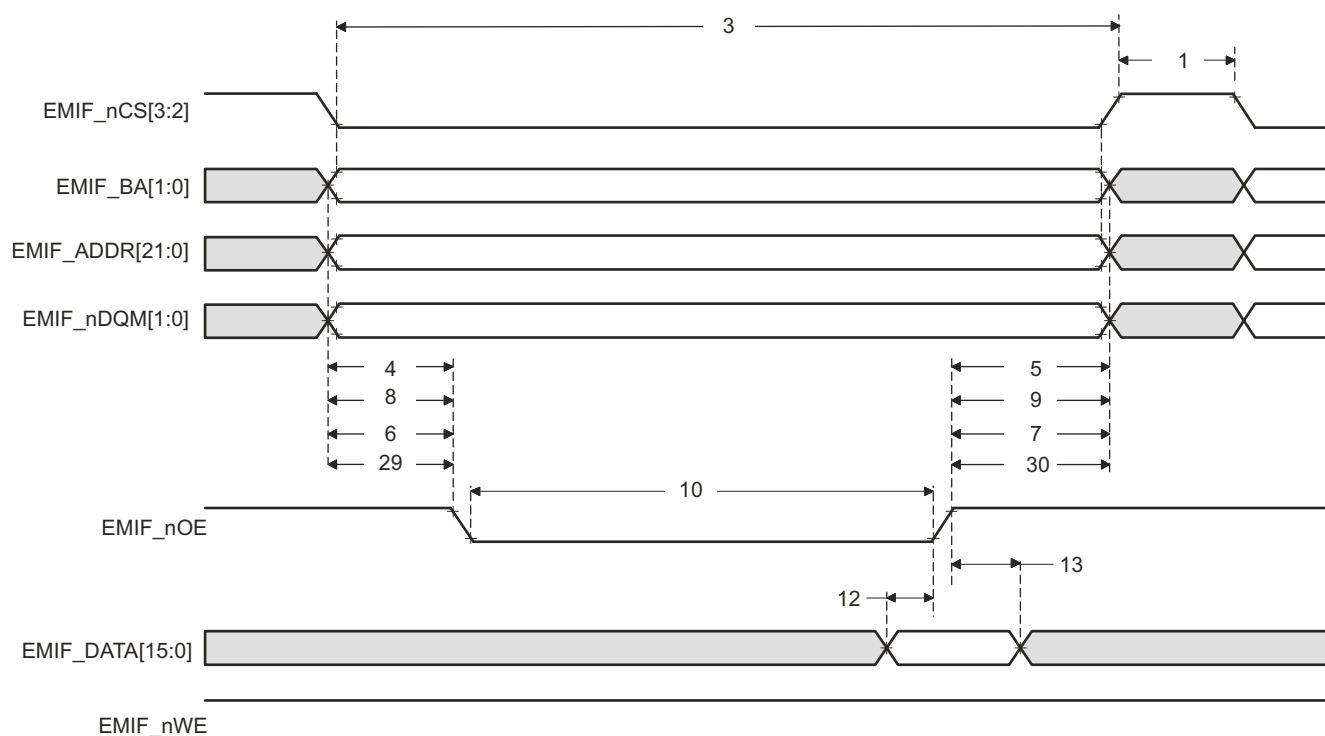 3
1
EMIF_nCS[3:2]
EMIF_BA[1:0]
EMIF_ADDR[21:0]
EMIF_nDQM[1:0]
4 5
8 9
6 7
29 30
10
EMIF_nOE
13
12
EMIF_DATA[15:0]
EMIF_nWE